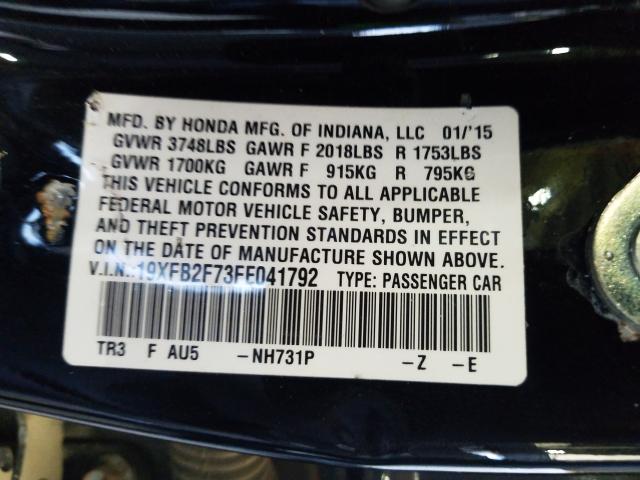 MFD. BY HONDA MFG. OF INDIANA, LLC 01/'15
GVWR 3748LBS GAWR F 2018LBS R 1753LBS
GVWR 1700KG GAWR F 915KG R 795KG
THIS VEHICLE CONFORMS TO ALL APPLICABLE
FEDERAL MOTOR VEHICLE SAFETY, BUMPER,
AND THEFT PREVENTION STANDARDS IN EFFECT
ON THE DATE OF MANUFACTURE SHOWN ABOVE.
V.I.N.:19XFB2F73FE041792 TYPE: PASSENGER CAR
TR3 F AU5 -NH731P -Z -E